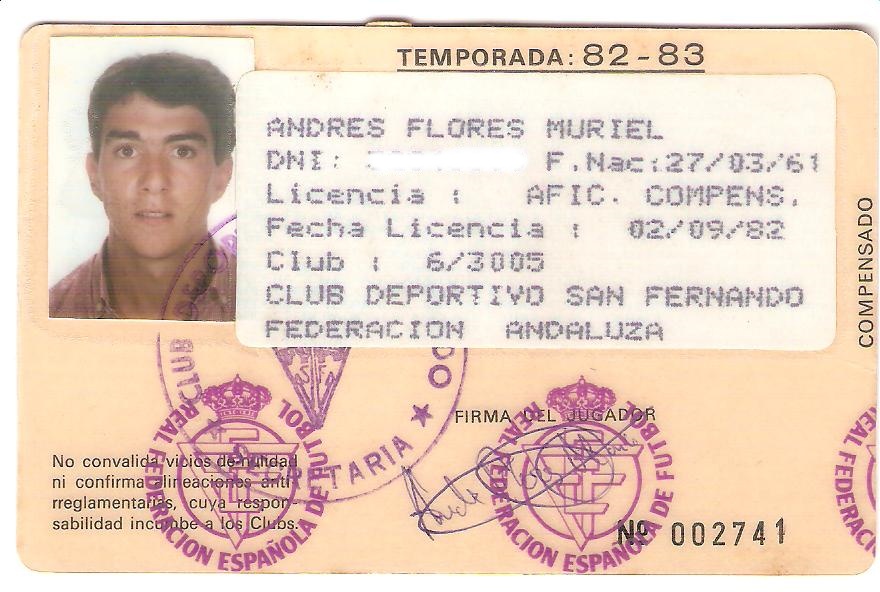 TEMPORADA: 82-83
ANDRES FLORES MURIEL
DNI: F.Nac:27/03/61
Licencia : AFIC. COMPENS.
Fecha Licencia : 02/09/82
Club : 6/3005
CLUB DEPORTIVO SAN FERNANDO
FEDERACION ANDALUZA
COMPENSADO
FIRMA DEL JUGADOR
No convalida vicios de nulidad
ni confirma alineaciones anti-
rreglamentarias, cuya respon-
sabilidad incumbe a los Clubs.
REAL FEDERACION ESPAÑOLA DE FUTBOL
REAL FEDERACION ESPAÑOLA DE FUTBOL
REAL FEDERACION
CLUB
Nº 002741